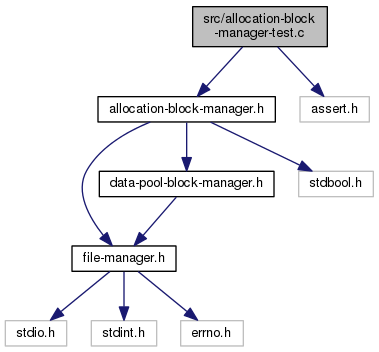 src/allocation-block
-manager-test.c
allocation-block-manager.h
assert.h
data-pool-block-manager.h
stdbool.h
file-manager.h
stdio.h
stdint.h
errno.h